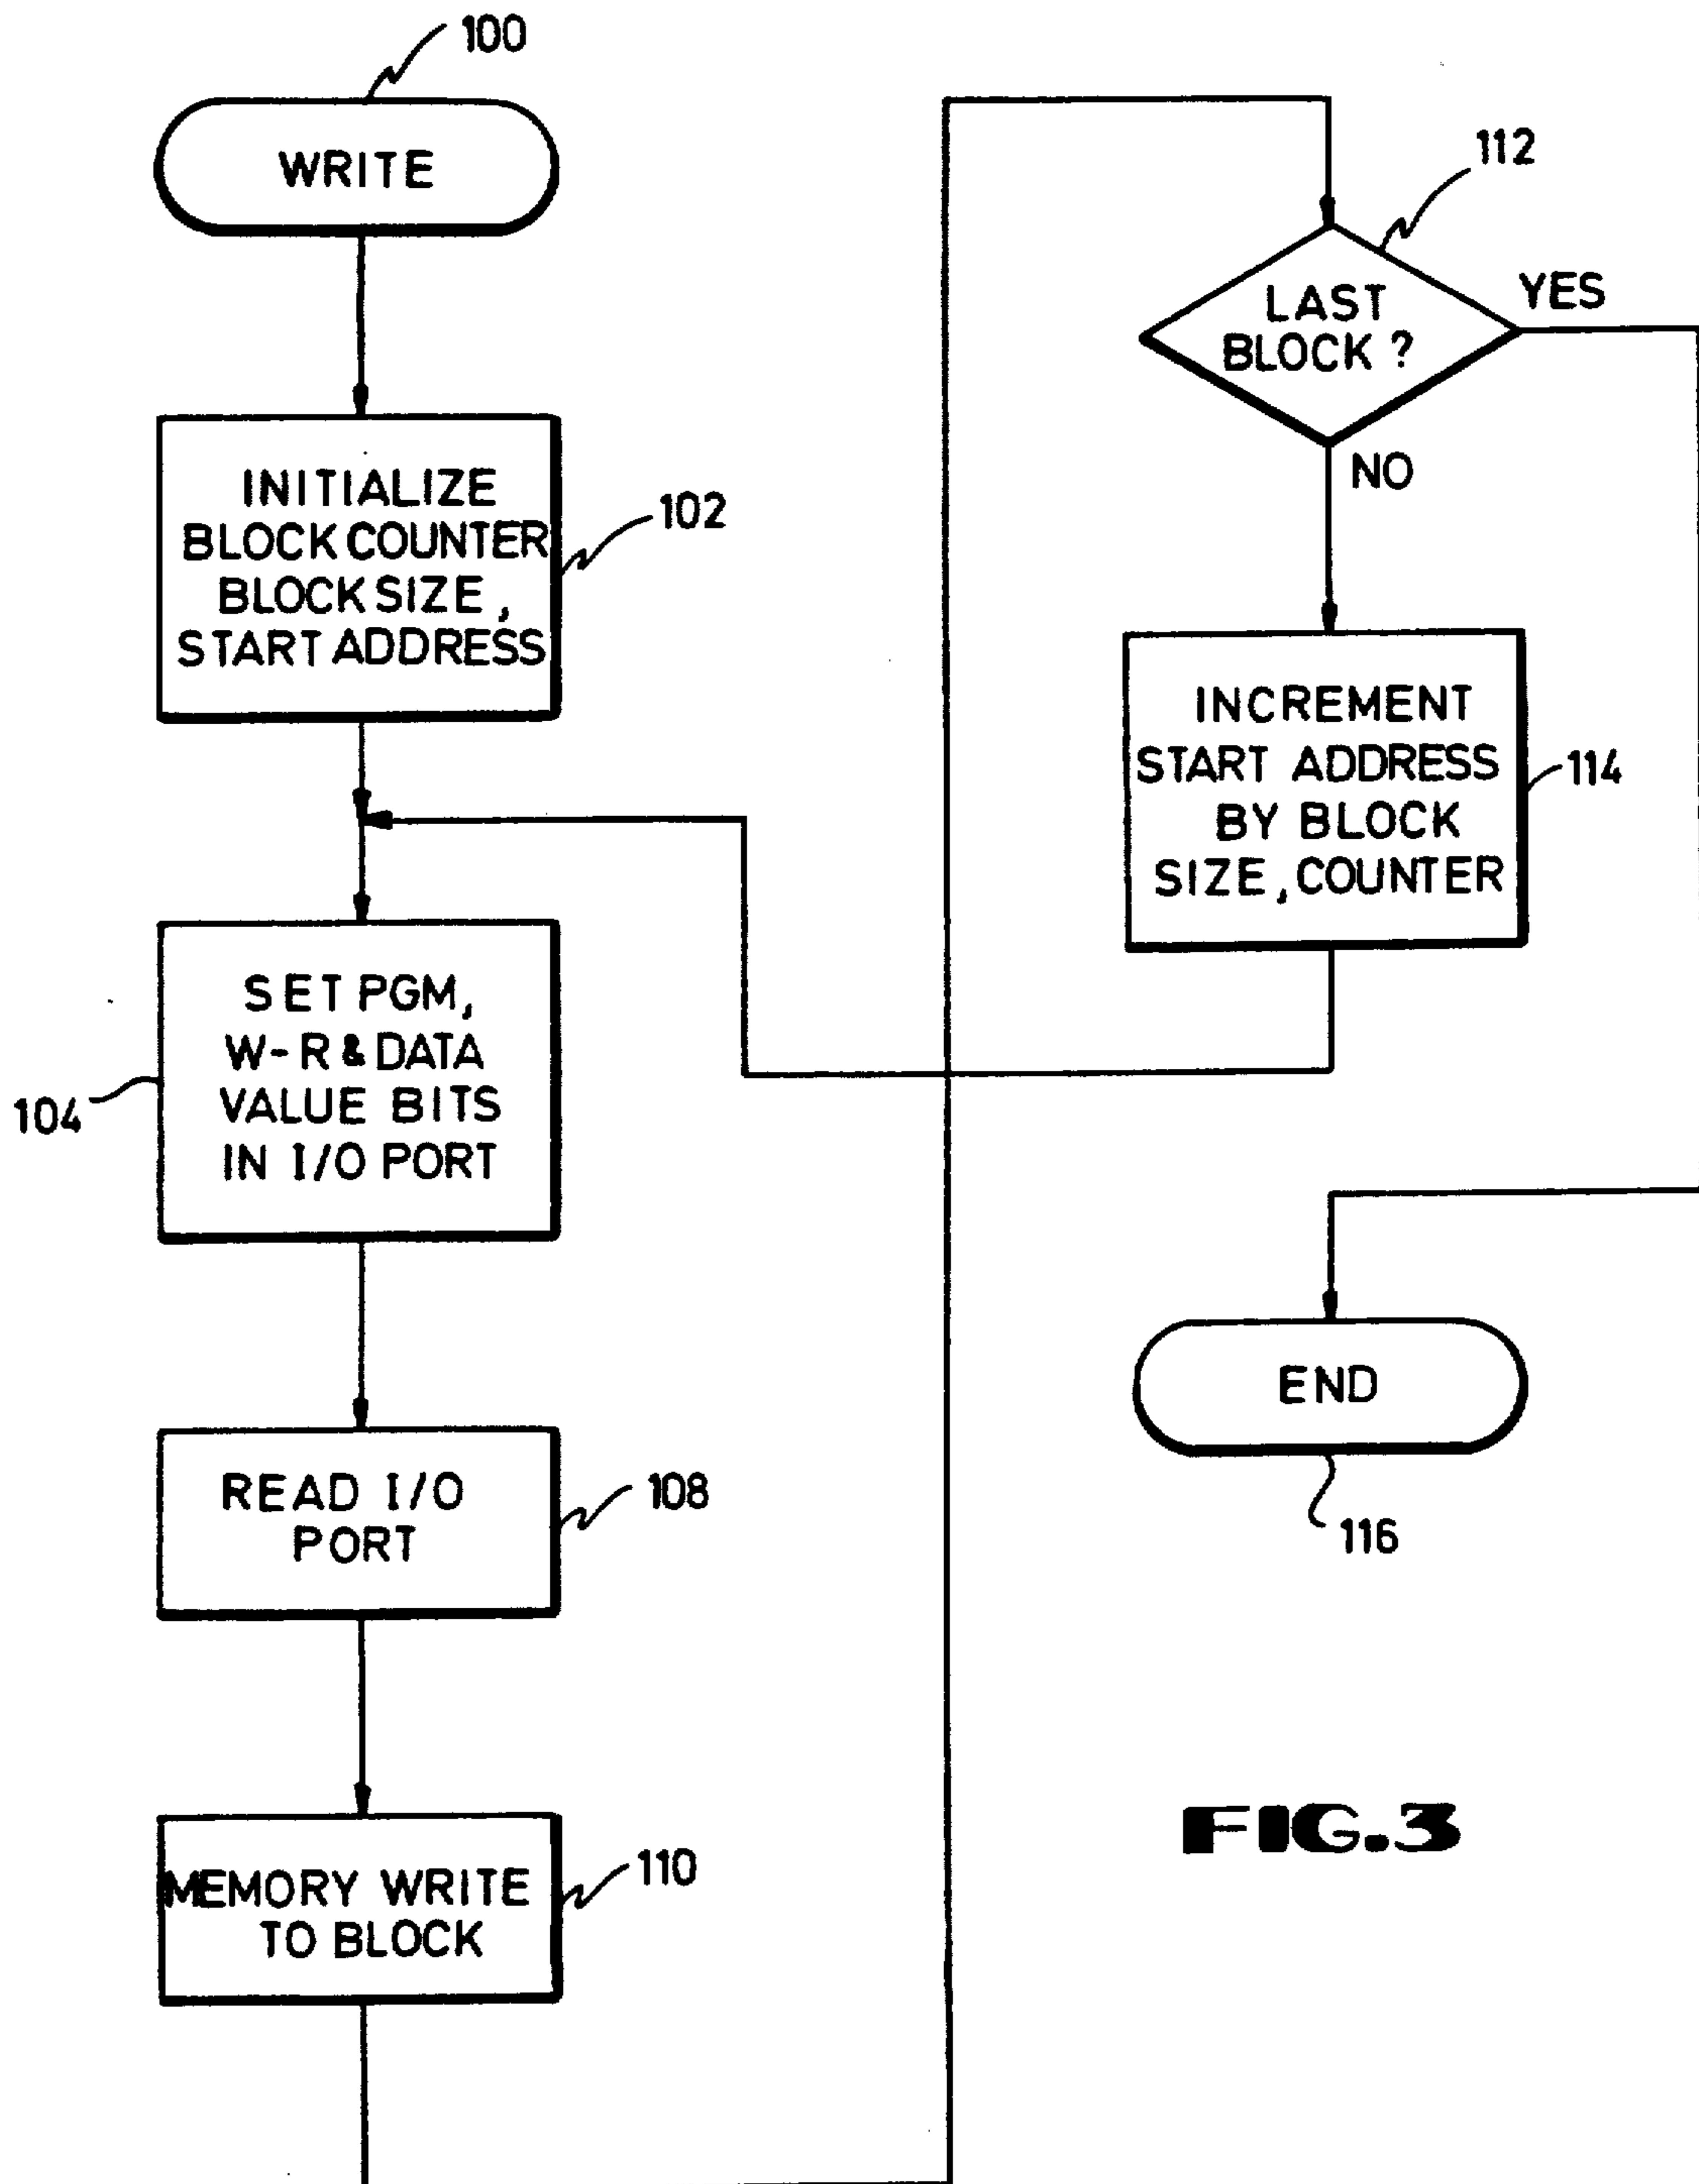 100
WRITE
INITIALIZE
BLOCK COUNTER
BLOCK SIZE,
START ADDRESS
102
SET PGM,
W-R & DATA
VALUE BITS
IN I/O PORT
104
READ I/O
PORT
108
MEMORY WRITE
TO BLOCK
110
112
LAST
BLOCK ?
YES
NO
INCREMENT
START ADDRESS
BY BLOCK
SIZE, COUNTER
114
END
116
FIG.3